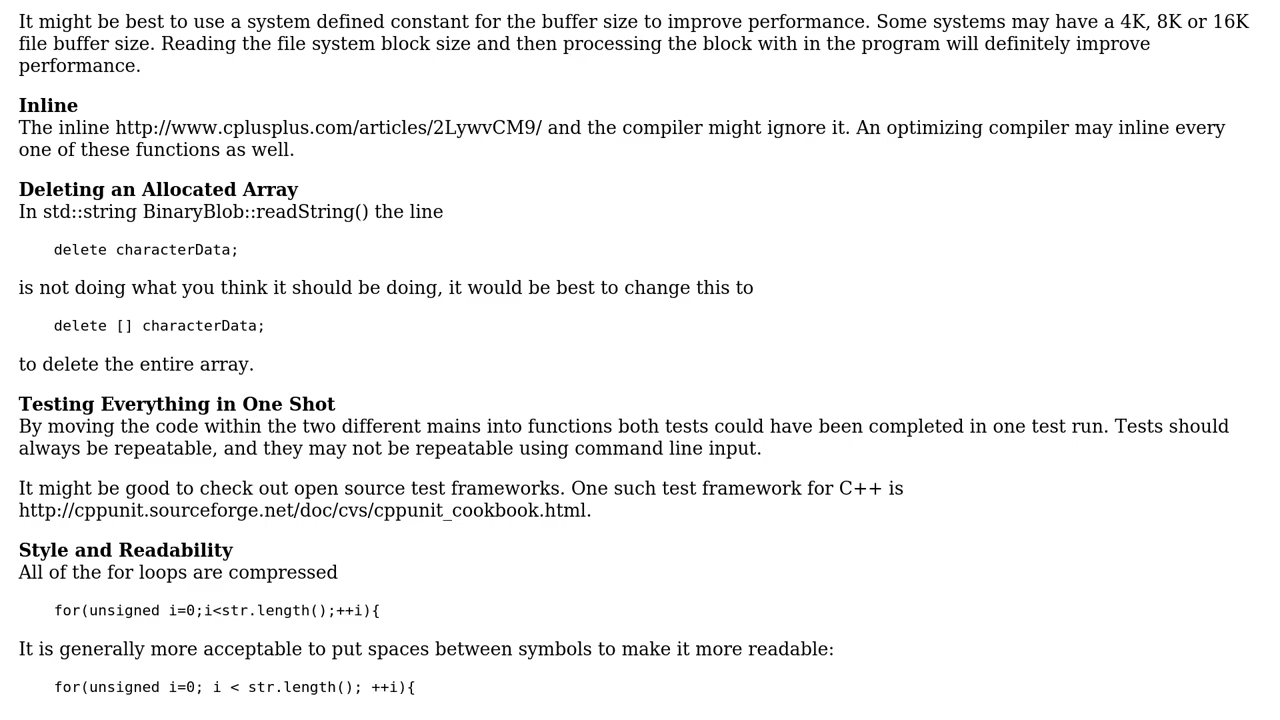 It might be best to use a system defined constant for the buffer size to improve performance. Some systems may have a 4K, 8K or 16K
file buffer size. Reading the file system block size and then processing the block with in the program will definitely improve
performance.
Inline
The inline http://www.cplusplus.com/articles/2LywvCM9/ and the compiler might ignore it. An optimizing compiler may inline every
one of these functions as well.
Deleting an Allocated Array
In std::string BinaryBlob::readString() the line
delete characterData;
is not doing what you think it should be doing, it would be best to change this to
delete [] characterData;
to delete the entire array.
Testing Everything in One Shot
By moving the code within the two different mains into functions both tests could have been completed in one test run. Tests should
always be repeatable, and they may not be repeatable using command line input.
It might be good to check out open source test frameworks. One such test framework for C++ is
http://cppunit.sourceforge.net/doc/cvs/cppunit_cookbook.html.
Style and Readability
All of the for loops are compressed
for(unsigned i=0;i<str.length();++i){
It is generally more acceptable to put spaces between symbols to make it more readable:
for(unsigned i=0; i < str.length(); ++i){